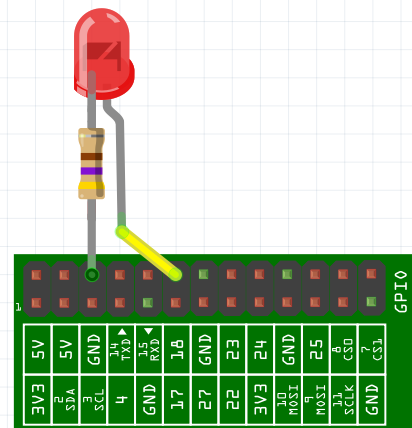 GPIO
1
5V 5V GND 14 TXD 15 RXD 18 GND 23 24 GND 25 8 CS0 7 CS1
3V3 2 SDA 3 SCL 4 GND 17 27 22 3V3 10 MOSI 9 MOSI 11 SCLK GND